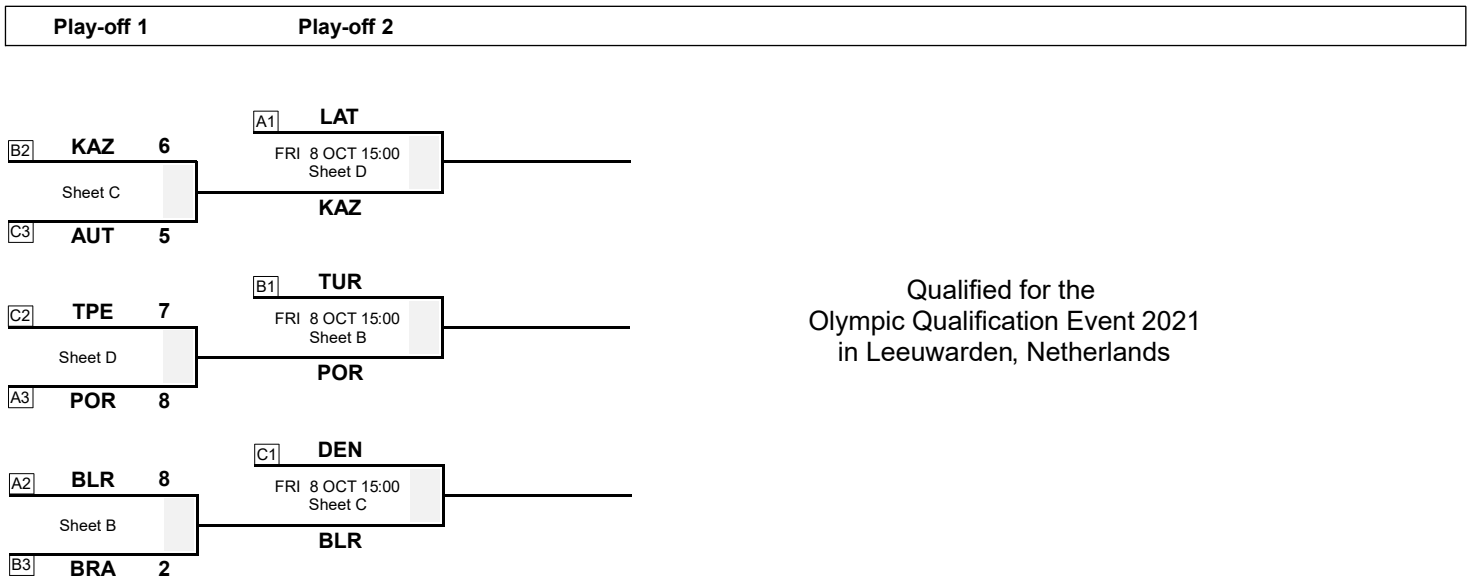 Play-off 1 Play-off 2
A1 LAT
B2 KAZ 6
FRI 8 OCT 15:00
Sheet D
Sheet C
KAZ
C3 AUT 5
B1 TUR
C2 TPE 7
FRI 8 OCT 15:00
Sheet B
Sheet D
POR
A3 POR 8
Qualified for the
Olympic Qualification Event 2021
in Leeuwarden, Netherlands
C1 DEN
A2 BLR 8
FRI 8 OCT 15:00
Sheet C
Sheet B
BLR
B3 BRA 2